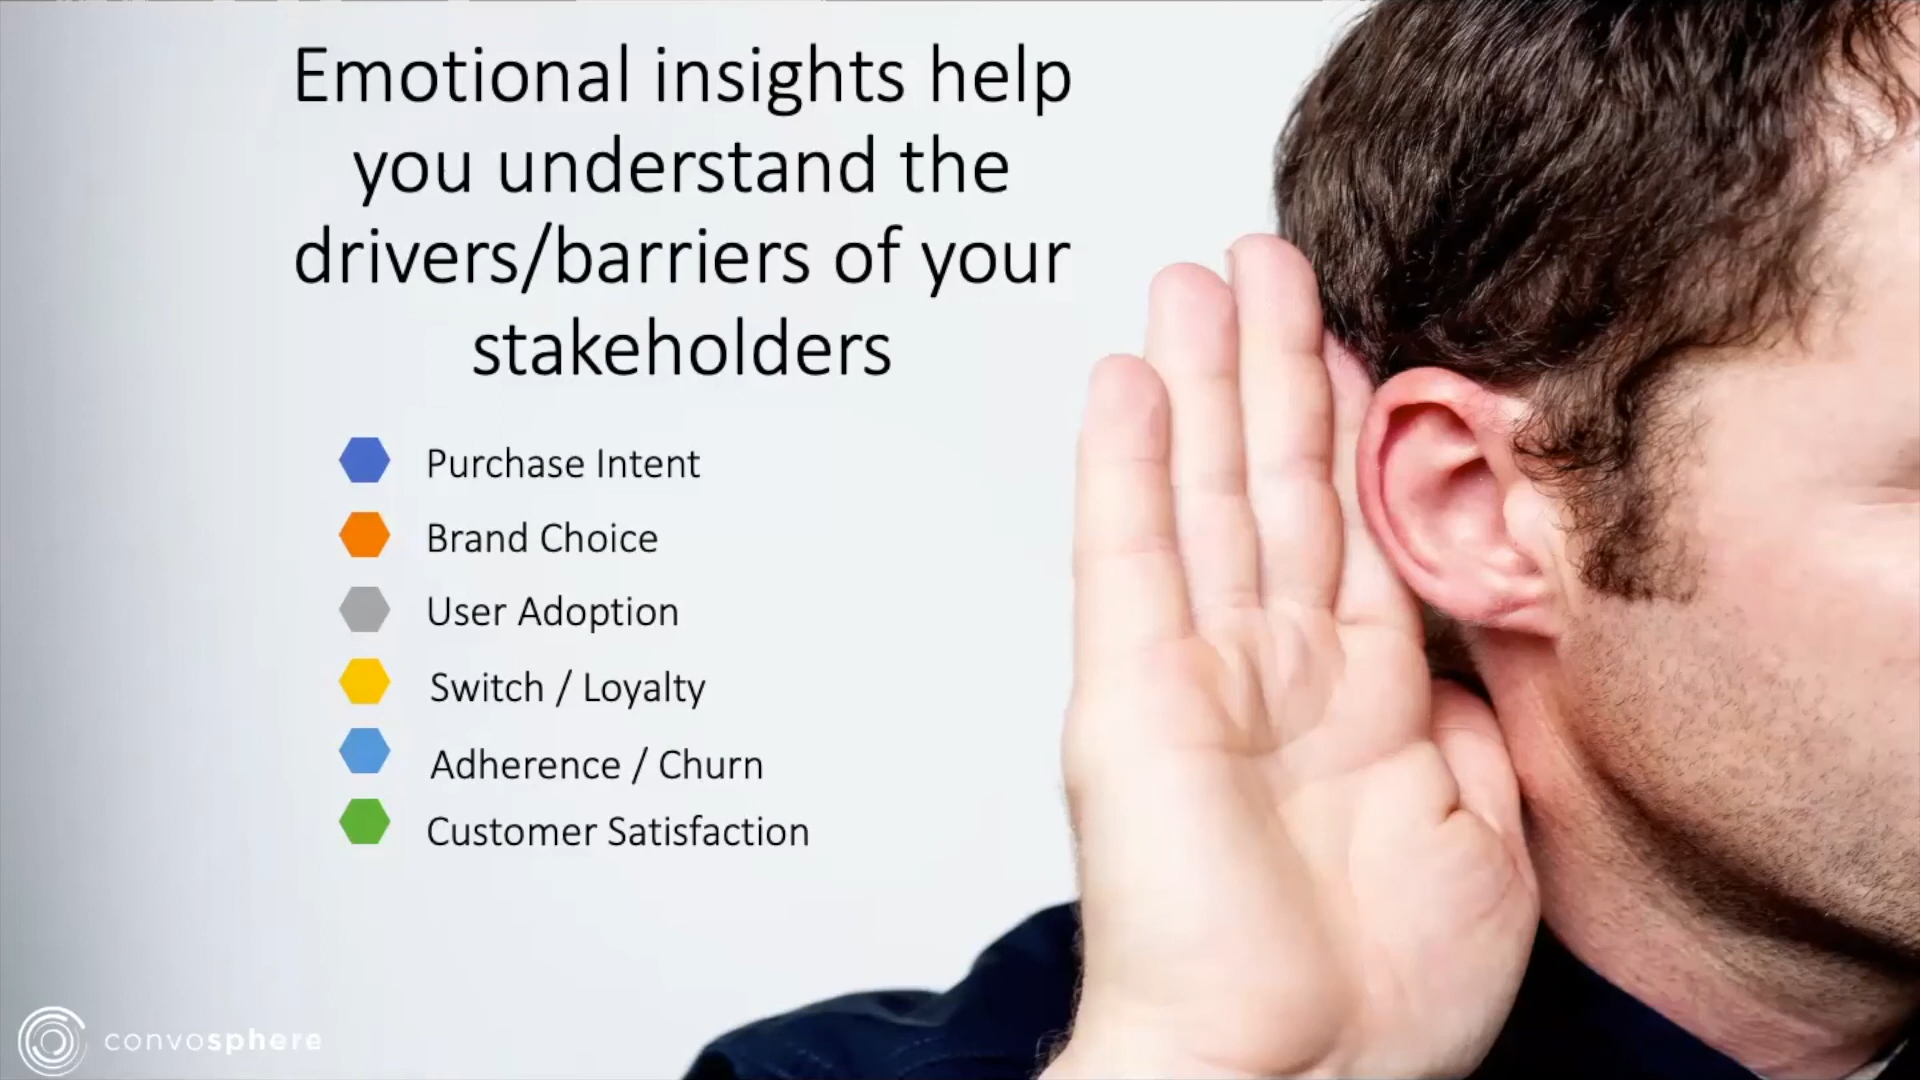 Emotional insights help
you understand the
drivers/barriers of your
stakeholders
Purchase Intent
Brand Choice
User Adoption
Switch / Loyalty
Adherence / Churn
Customer Satisfaction
convosphere